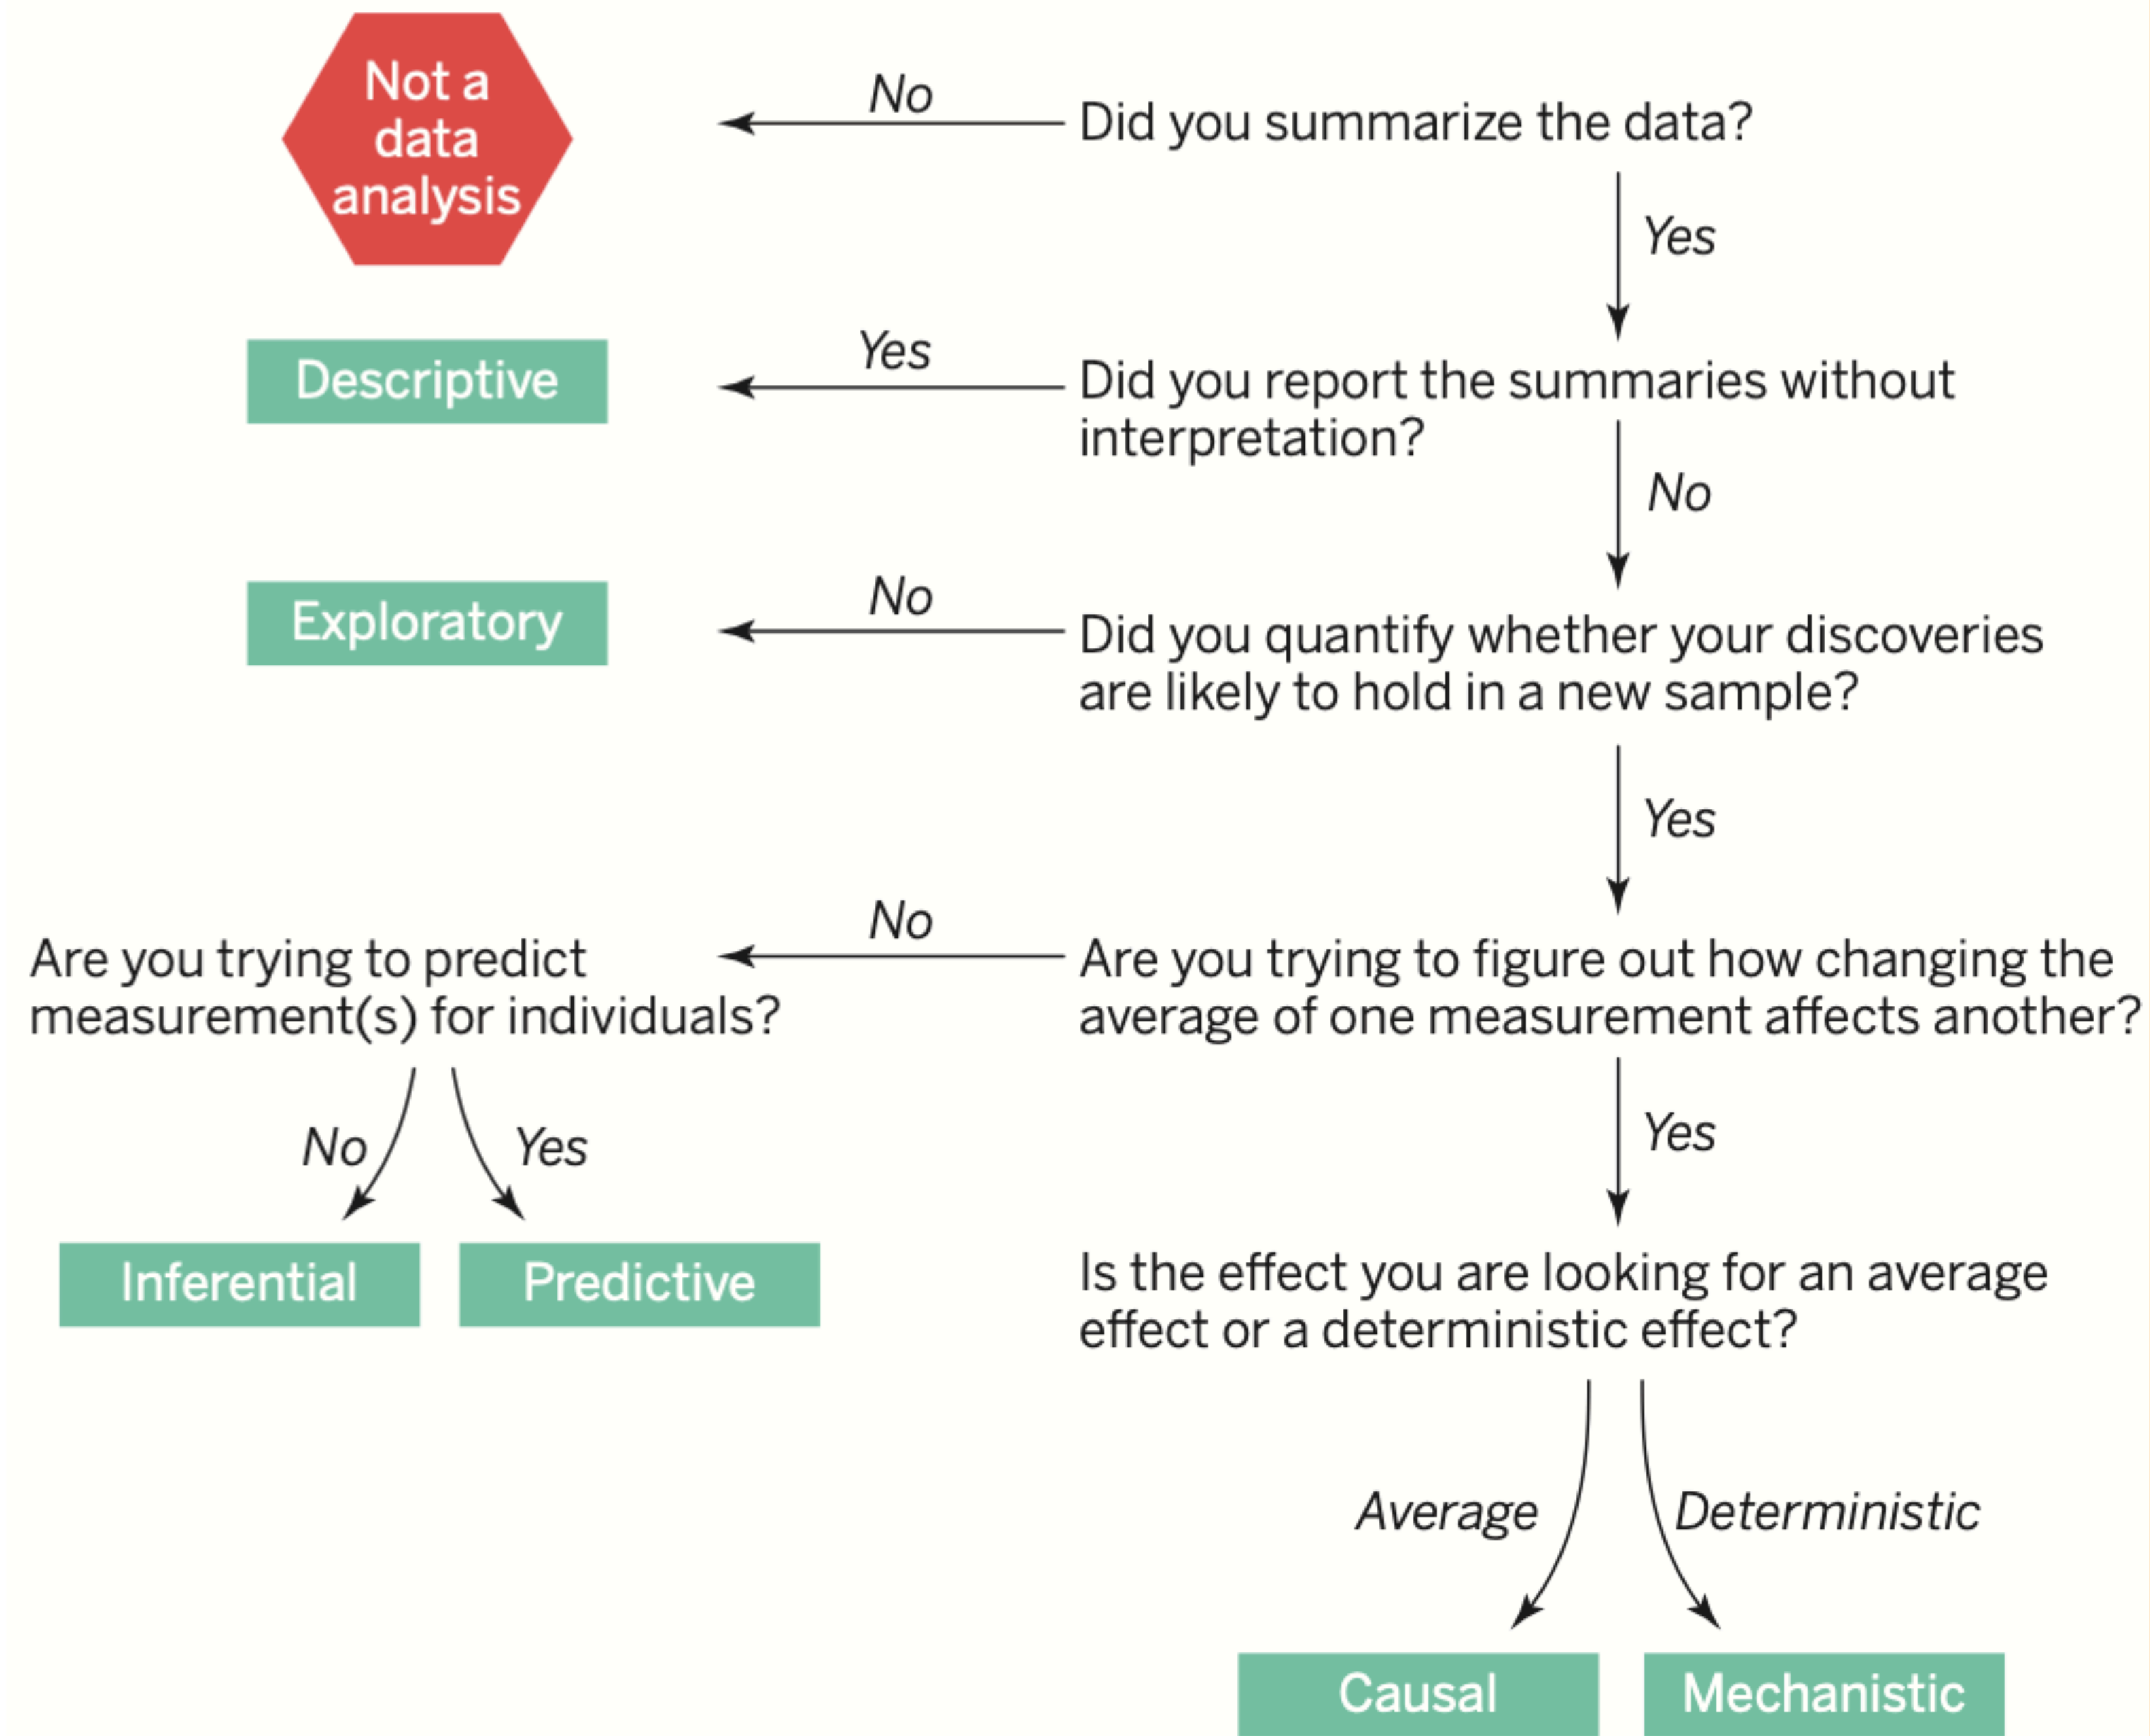 Not a
data
analysis
No
Did you summarize the data?
Yes
Descriptive
Yes
Did you report the summaries without
interpretation?
No
Exploratory
No
Did you quantify whether your discoveries
are likely to hold in a new sample?
Yes
Are you trying to predict
measurement(s) for individuals?
No
Are you trying to figure out how changing the
average of one measurement affects another?
No
Yes
Yes
Inferential
Predictive
Is the effect you are looking for an average
effect or a deterministic effect?
Average
Deterministic
Causal
Mechanistic